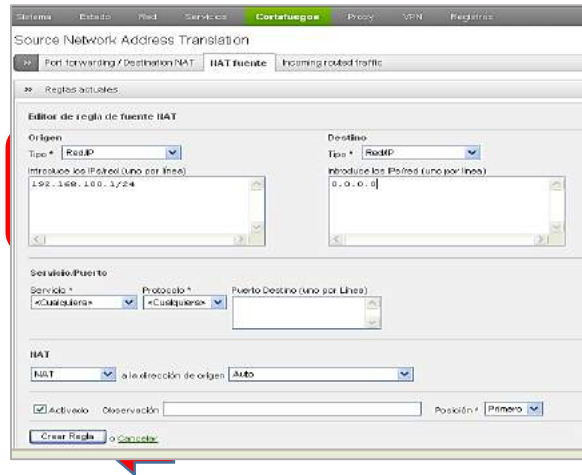 Sistema Estado Red Servicios Cortafuegos Proxy VPN Registros
Source Network Address Translation
Port forwarding / Destination NAT NAT fuente Incoming routed traffic
Reglas actuales
Editor de regla de fuente NAT
Origen Destino
Tipo * Red/IP Tipo * Red/IP
Introduce las IPs/red (uno por línea) Introduce las IPs/red (uno por línea)
192.168.100.1/24 0.0.0.0
Servicio/Puerto
Servicio * Protocolo * Puerto Destino (uno por Línea)
<Cualquiera> <Cualquiera>
NAT
NAT a la dirección de origen Auto
Activado Observación Posición * Primero
Crear Regla o Cancelar